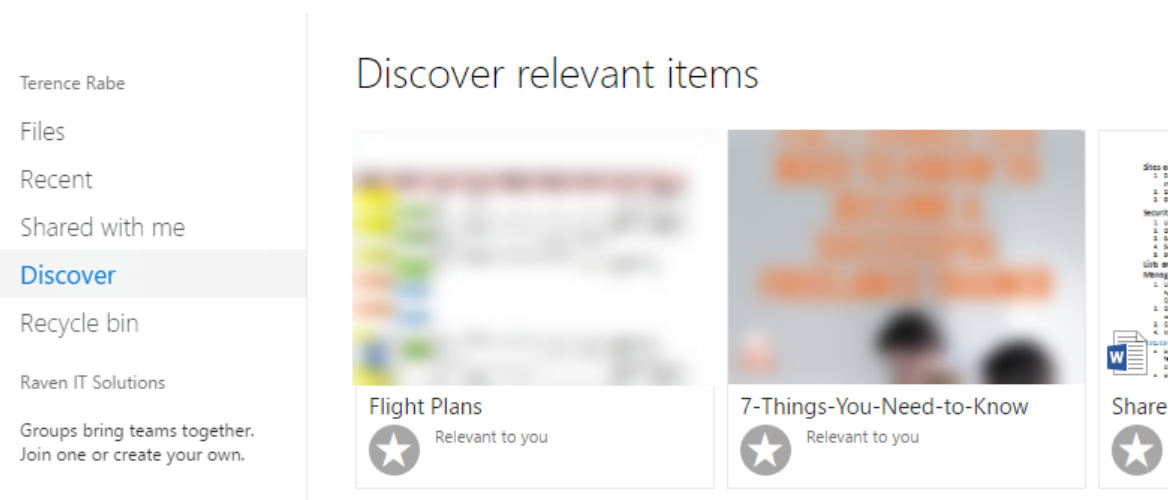 Terence Rabe
Files
Recent
Shared with me
Discover
Recycle bin
Raven IT Solutions
Groups bring teams together.
Join one or create your own.
Discover relevant items
Flight Plans
Relevant to you
7-Things-You-Need-to-Know
Relevant to you
W
Share